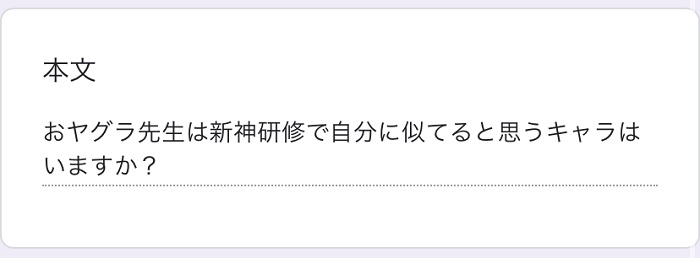 本文
おヤグラ先生は新神研修で自分に似てると思うキャラは
いますか？